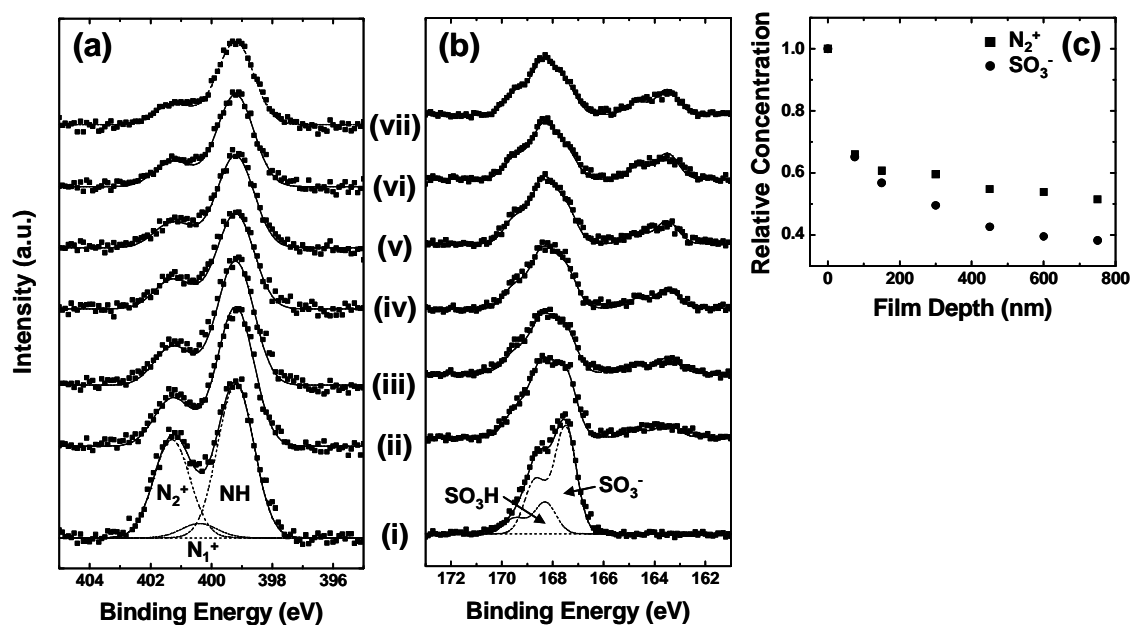 (a)
(vii)
(vi)
(v)
(iv)
(iii)
(ii)
(i)
N₂⁺
NH
N₁⁺
404 402 400 398 396
Binding Energy (eV)
Intensity (a.u.)
(b)
SO₃H
SO₃⁻
172 170 168 166 164 162
Binding Energy (eV)
(c)
N₂⁺
SO₃⁻
1.0
0.8
0.6
0.4
0 200 400 600 800
Film Depth (nm)
Relative Concentration